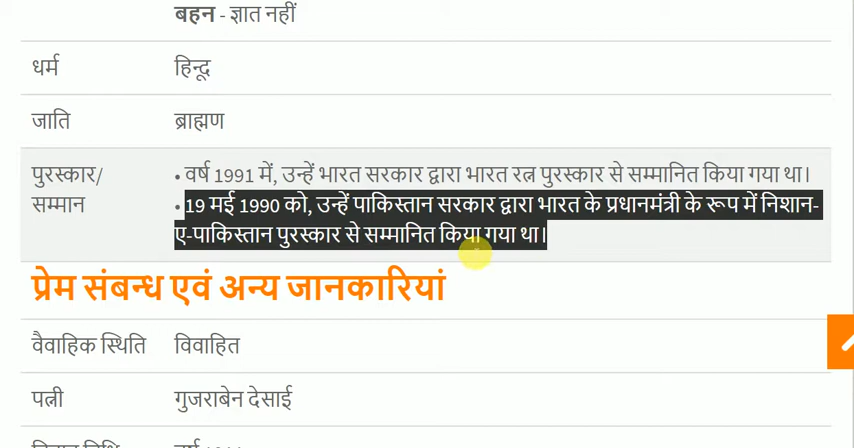 बहन - ज्ञात नहीं
धर्म हिन्दू
जाति ब्राह्मण
पुरस्कार/ • वर्ष 1991 में, उन्हें भारत सरकार द्वारा भारत रत्न पुरस्कार से सम्मानित किया गया था।
सम्मान • 19 मई 1990 को, उन्हें पाकिस्तान सरकार द्वारा भारत के प्रधानमंत्री के रूप में निशान-
ए-पाकिस्तान पुरस्कार से सम्मानित किया गया था।
प्रेम संबन्ध एवं अन्य जानकारियां
वैवाहिक स्थिति विवाहित
पत्नी गुजराबेन देसाई